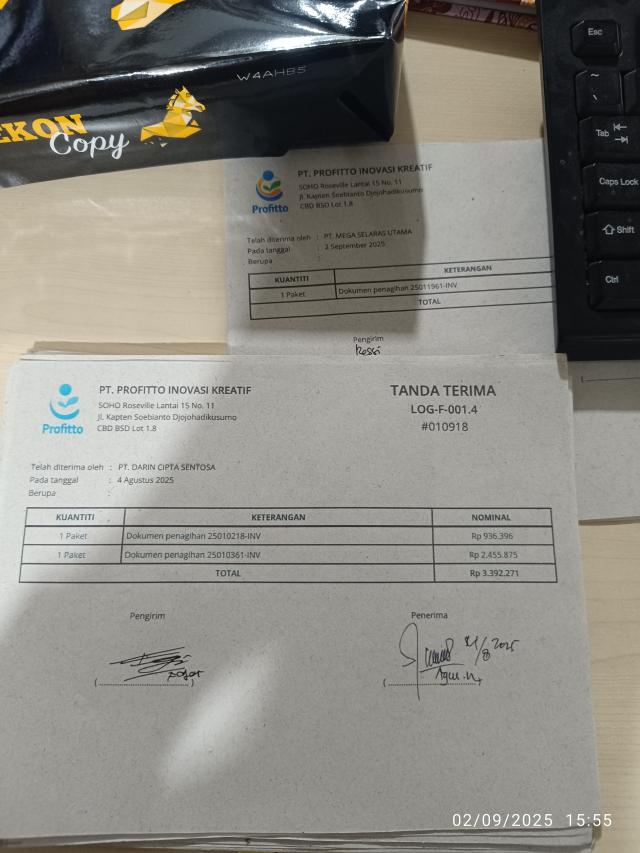 W4AHB5
EKON
Copy
Esc
~
Tab
Caps Lock
Shift
Ctrl
Profitto
PT. PROFITTO INOVASI KREATIF
SOHO Roseville Lantai 15 No. 11
Jl. Kapten Soebianto Djojohadikusumo
CBD BSD Lot 1.8
Telah diterima oleh : PT. MEGA SELARAS UTAMA
Pada tanggal : 2 September 2025
Berupa :
KUANTITI KETERANGAN
1 Paket Dokumen penagihan 25011961-INV
TOTAL
Pengirim
Profitto
PT. PROFITTO INOVASI KREATIF
SOHO Roseville Lantai 15 No. 11
Jl. Kapten Soebianto Djojohadikusumo
CBD BSD Lot 1.8
TANDA TERIMA
LOG-F-001.4
#010918
Telah diterima oleh : PT. DARIN CIPTA SENTOSA
Pada tanggal : 4 Agustus 2025
Berupa :
KUANTITI KETERANGAN NOMINAL
1 Paket Dokumen penagihan 25010218-INV Rp 936.396
1 Paket Dokumen penagihan 25010361-INV Rp 2.455.875
TOTAL Rp 3.392.271
Pengirim Penerima
02/09/2025 15:55